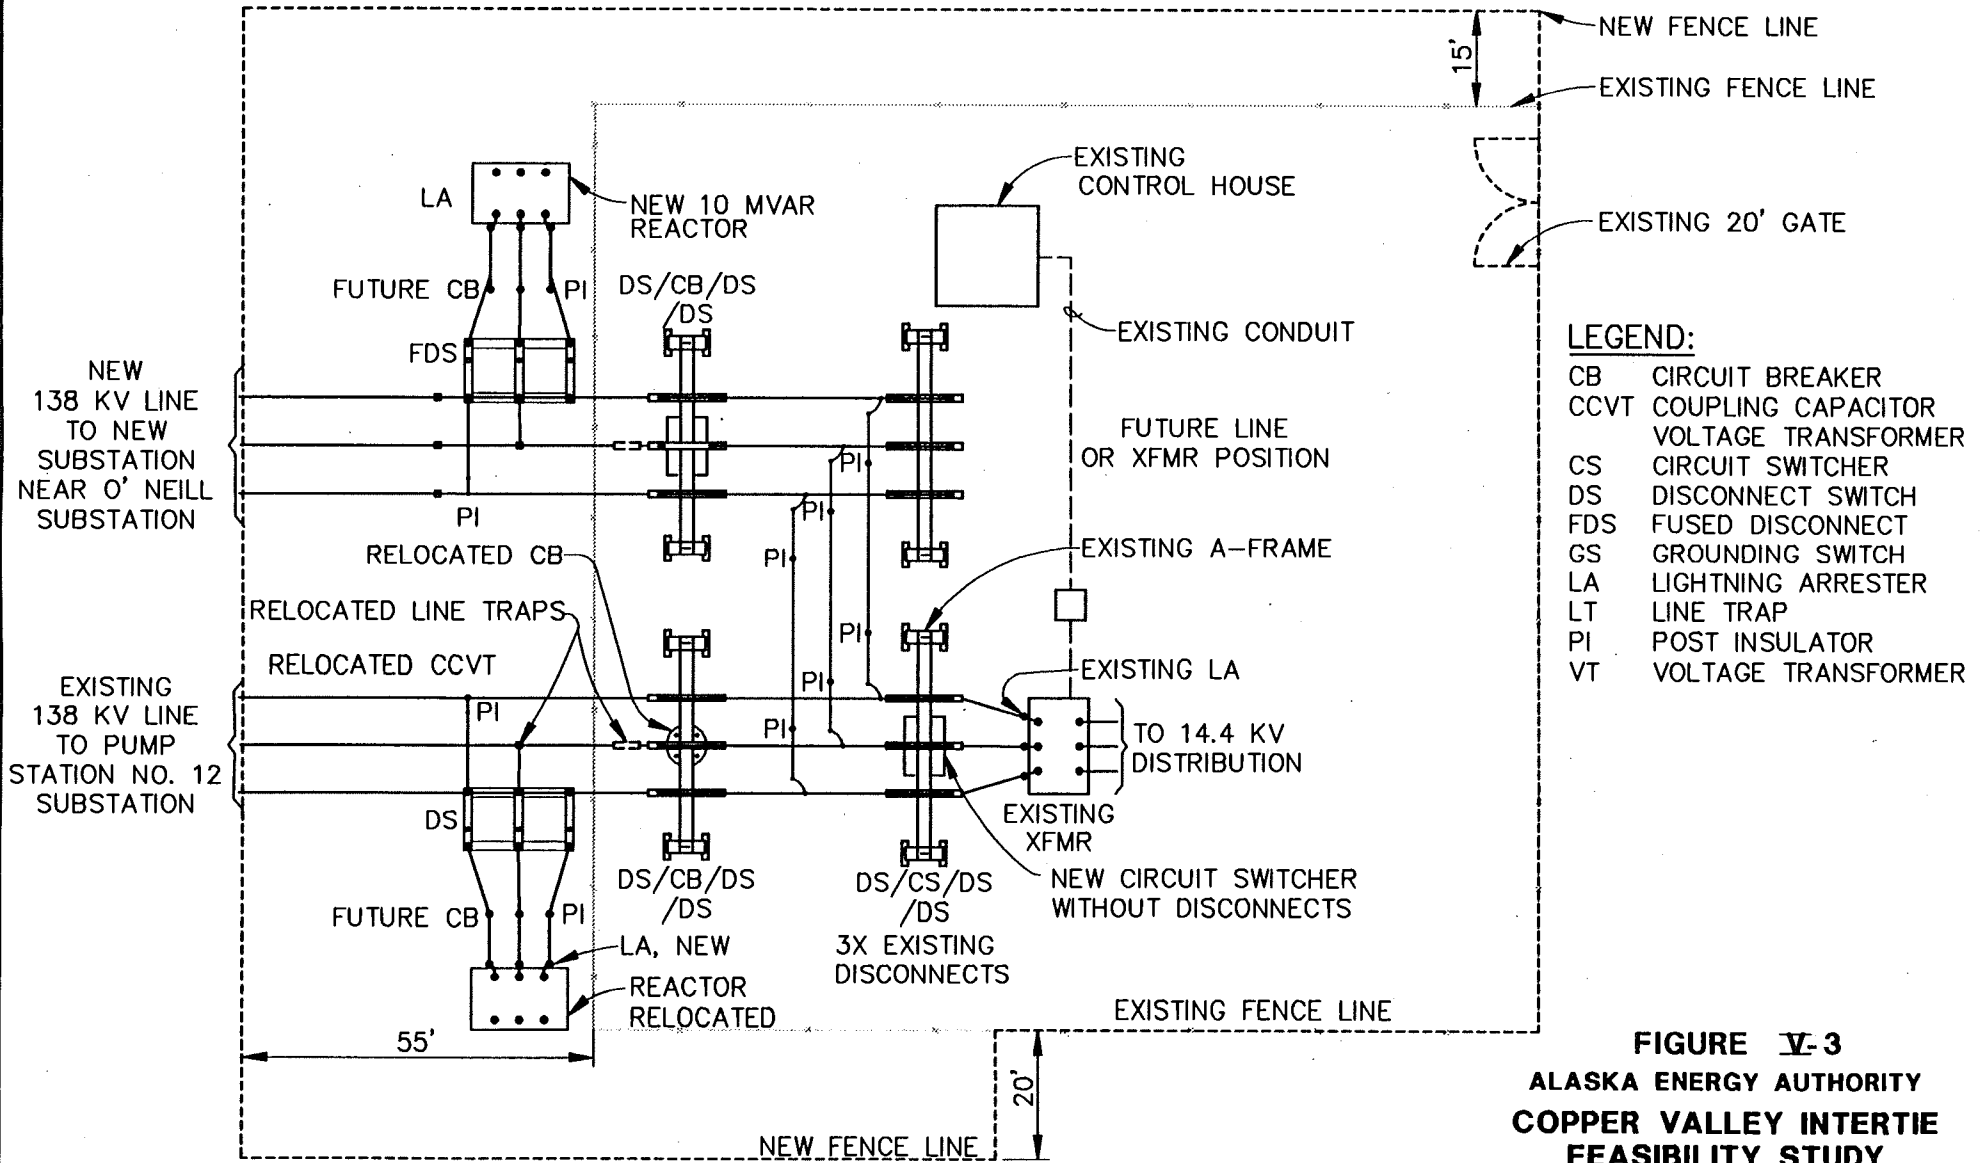 NEW FENCE LINE
15'
EXISTING FENCE LINE
EXISTING
CONTROL HOUSE
LA
NEW 10 MVAR
REACTOR
EXISTING 20' GATE
FUTURE CB
PI
DS/CB/DS
/DS
EXISTING CONDUIT
FDS
NEW
138 KV LINE
TO NEW
SUBSTATION
NEAR O' NEILL
SUBSTATION
FUTURE LINE
OR XFMR POSITION
PI
PI
PI
PI
RELOCATED CB
EXISTING A-FRAME
RELOCATED LINE TRAPS
PI
RELOCATED CCVT
EXISTING LA
PI
EXISTING
138 KV LINE
TO PUMP
STATION NO. 12
SUBSTATION
PI
PI
TO 14.4 KV
DISTRIBUTION
DS
EXISTING
XFMR
DS/CB/DS
/DS
DS/CS/DS
/DS
3X EXISTING
DISCONNECTS
NEW CIRCUIT SWITCHER
WITHOUT DISCONNECTS
FUTURE CB
PI
LA, NEW
REACTOR
RELOCATED
EXISTING FENCE LINE
55'
20'
NEW FENCE LINE
LEGEND:
CB CIRCUIT BREAKER
CCVT COUPLING CAPACITOR
VOLTAGE TRANSFORMER
CS CIRCUIT SWITCHER
DS DISCONNECT SWITCH
FDS FUSED DISCONNECT
GS GROUNDING SWITCH
LA LIGHTNING ARRESTER
LT LINE TRAP
PI POST INSULATOR
VT VOLTAGE TRANSFORMER
FIGURE V-3
ALASKA ENERGY AUTHORITY
COPPER VALLEY INTERTIE
FEASIBILITY STUDY